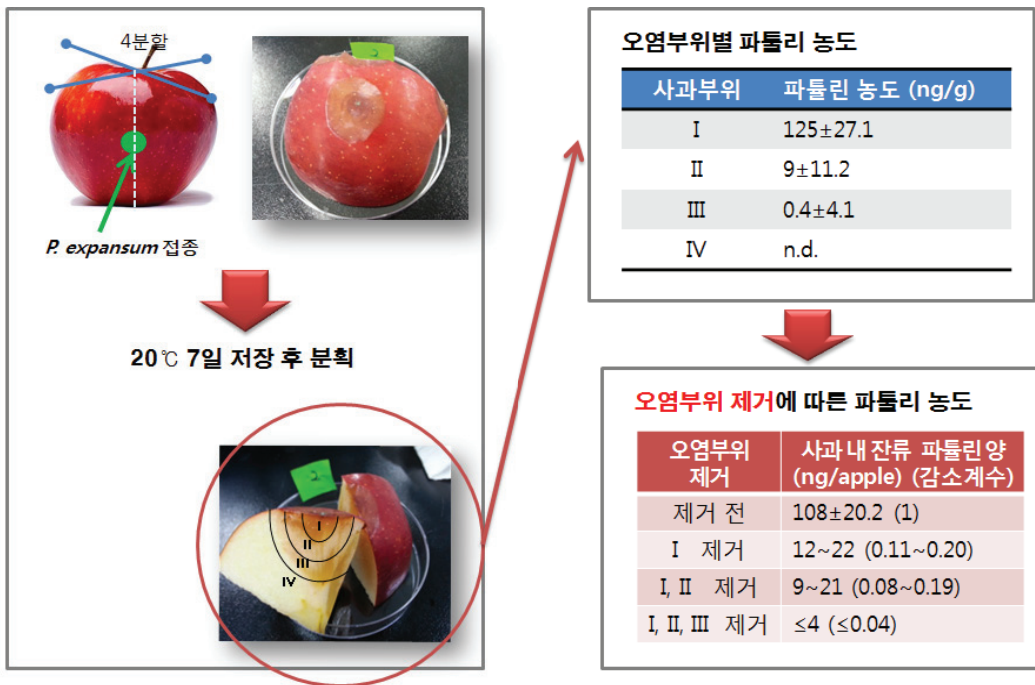 4분할
P. expansum 접종
20℃ 7일 저장 후 분획
I
II
III
IV
오염부위별 파툴리 농도
사과부위 파튤린 농도 (ng/g)
I 125±27.1
II 9±11.2
III 0.4±4.1
IV n.d.
오염부위 제거에 따른 파툴리 농도
오염부위 제거 사과 내 잔류 파튤린 양 (ng/apple) (감소계수)
제거 전 108±20.2 (1)
I 제거 12~22 (0.11~0.20)
I, II 제거 9~21 (0.08~0.19)
I, II, III 제거 ≤4 (≤0.04)